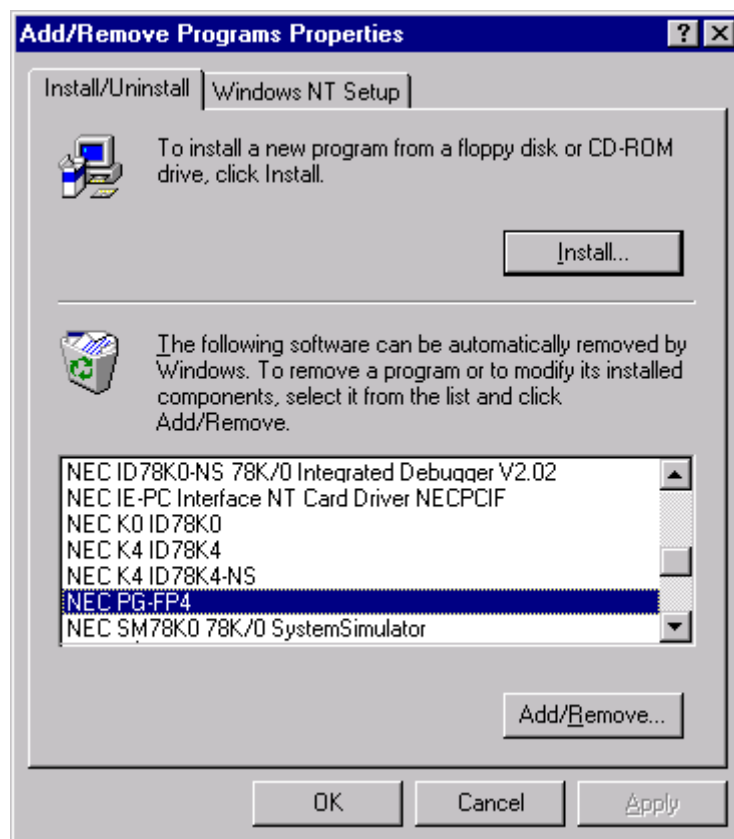 Add/Remove Programs Properties
Install/Uninstall
Windows NT Setup
To install a new program from a floppy disk or CD-ROM
drive, click Install.
Install...
The following software can be automatically removed by
Windows. To remove a program or to modify its installed
components, select it from the list and click
Add/Remove.
NEC ID78K0-NS 78K/0 Integrated Debugger V2.02
NEC IE-PC Interface NT Card Driver NECPCIF
NEC K0 ID78K0
NEC K4 ID78K4
NEC K4 ID78K4-NS
NEC PG-FP4
NEC SM78K0 78K/0 SystemSimulator
Add/Remove...
OK
Cancel
Apply